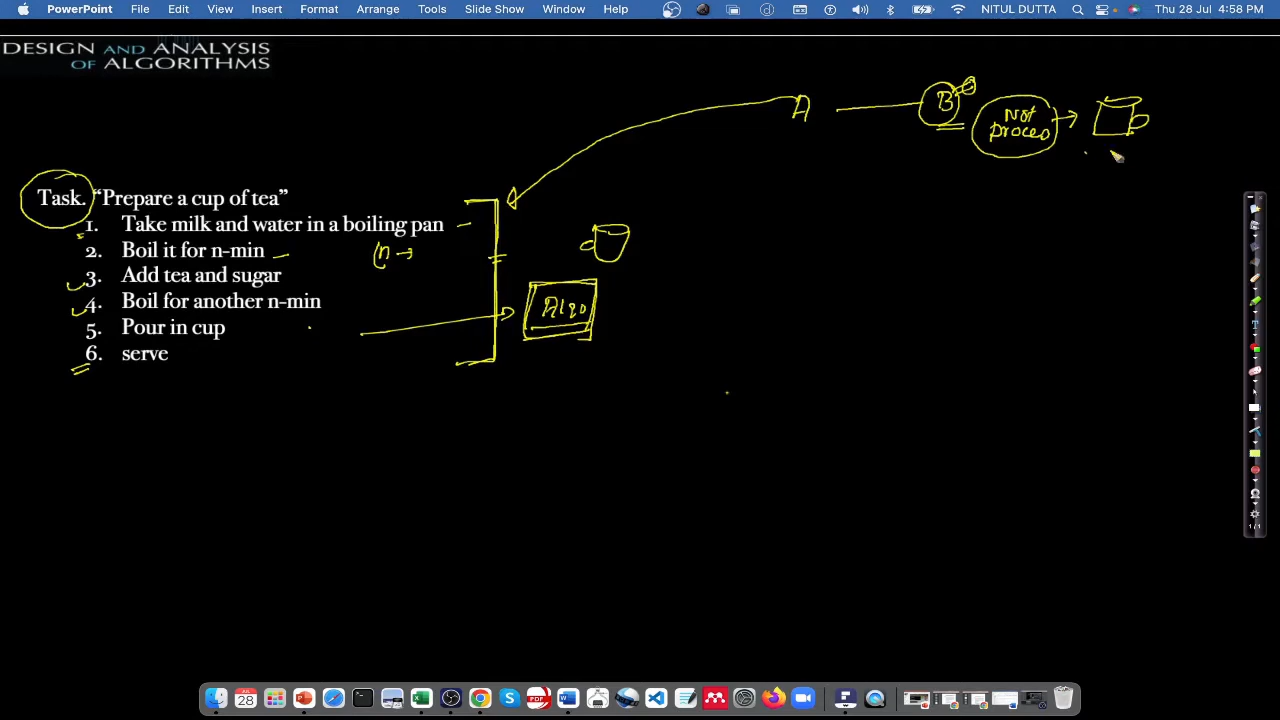 PowerPoint File Edit View Insert Format Arrange Tools Slide Show Window Help NITUL DUTTA Thu 28 Jul 4:58 PM
DESIGN AND ANALYSIS
OF ALGORITHMS
A B Not
proces
Task. “Prepare a cup of tea”
1. Take milk and water in a boiling pan
2. Boil it for n-min
(n →
3. Add tea and sugar
4. Boil for another n-min
Algo
5. Pour in cup
6. serve
1/1